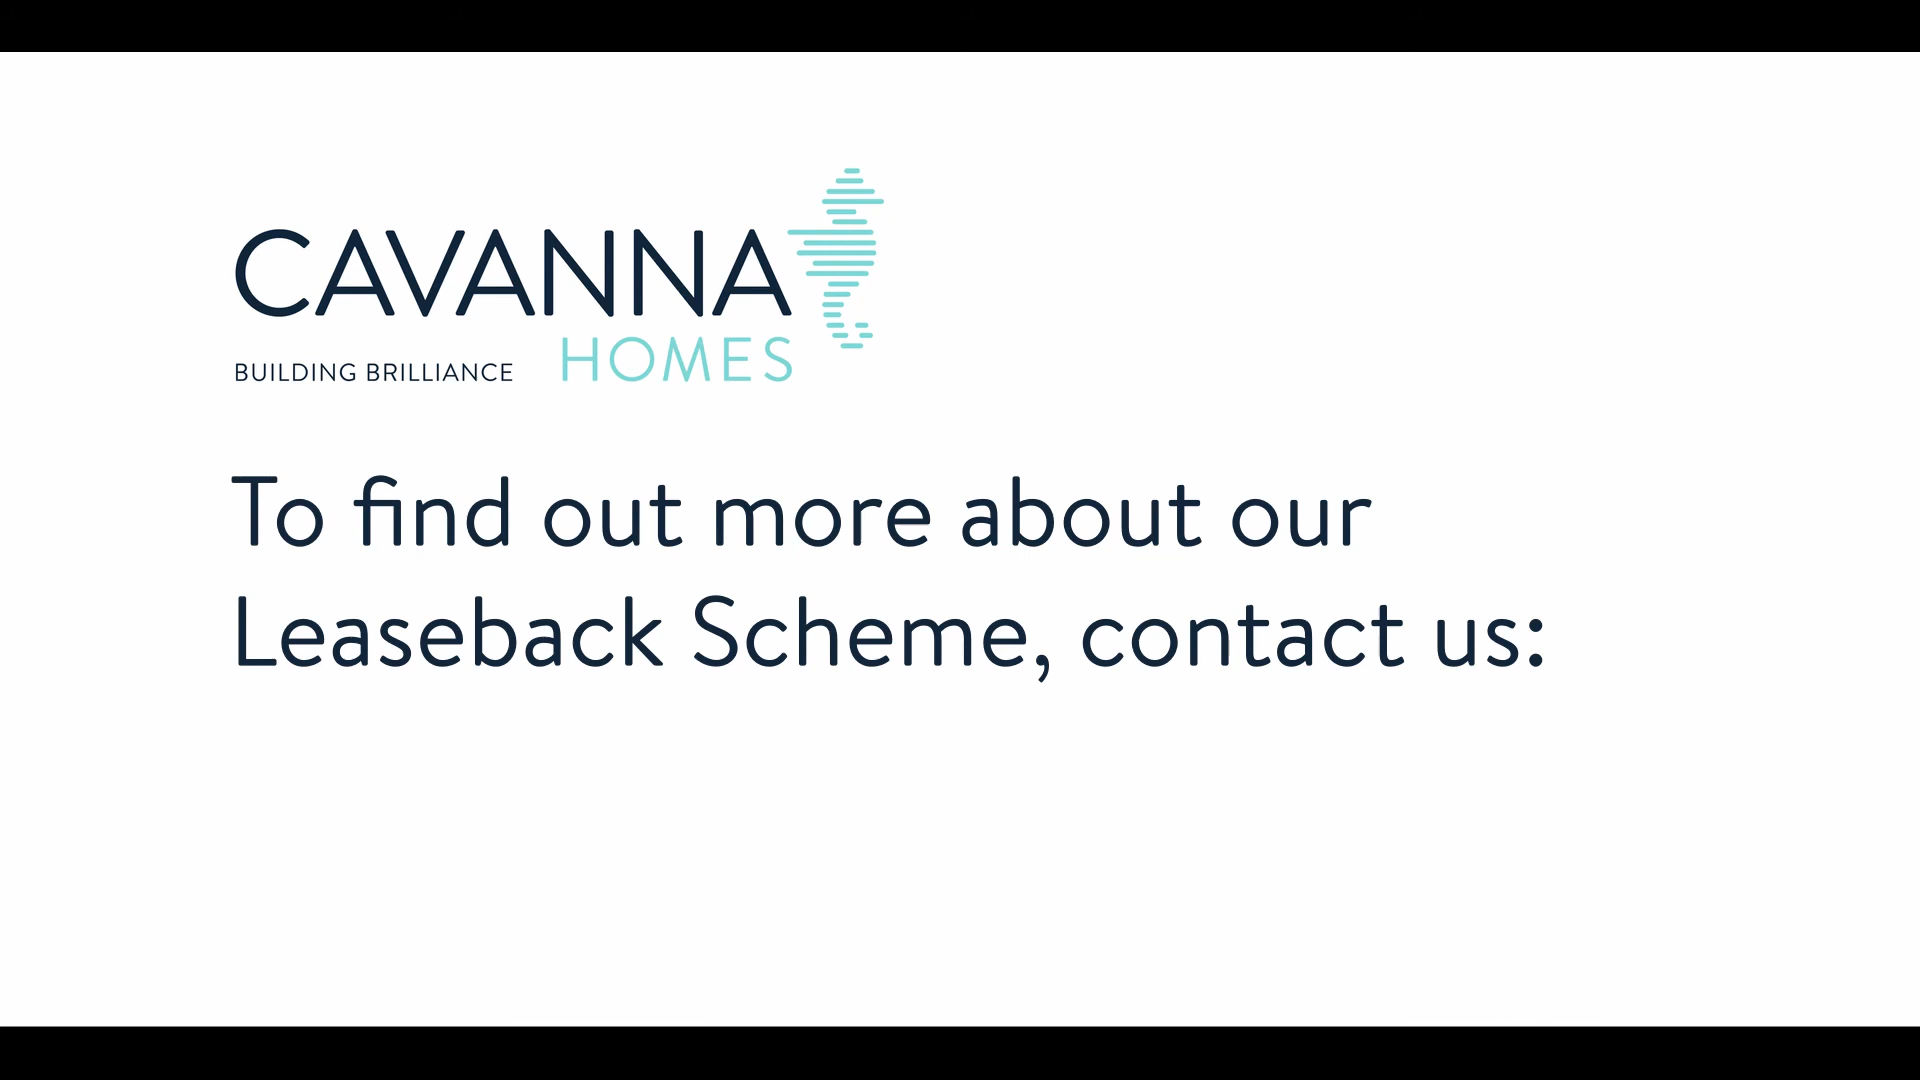 CAVANNA
HOMES
BUILDING BRILLIANCE
To find out more about our
Leaseback Scheme, contact us: